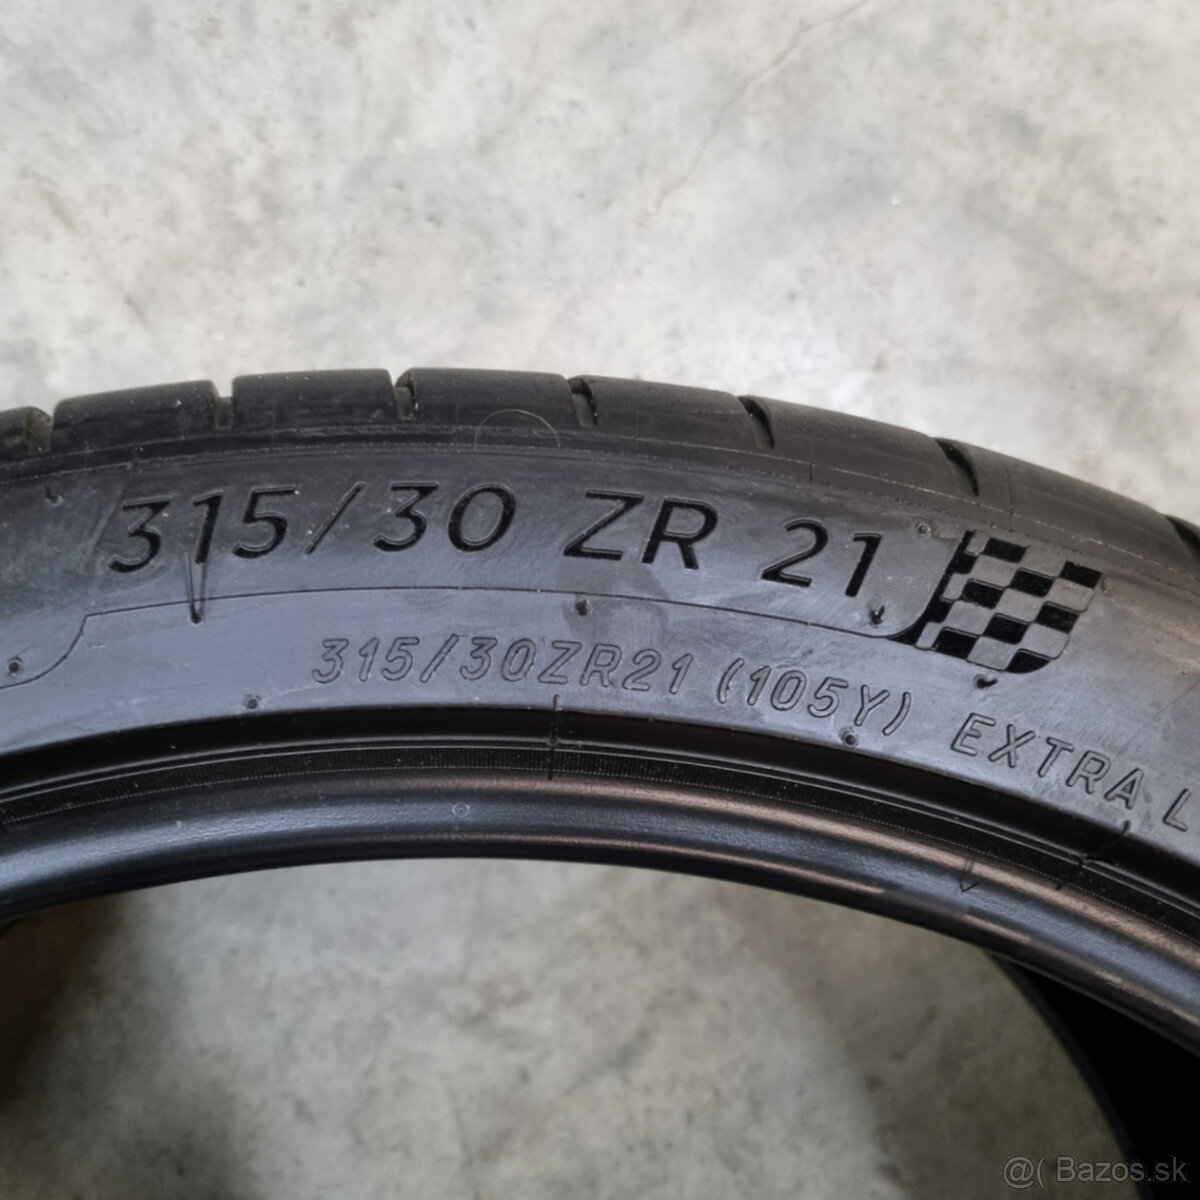 315/30 ZR 21
315/30ZR21 (105Y) EXTRA L
@( Bazos.sk